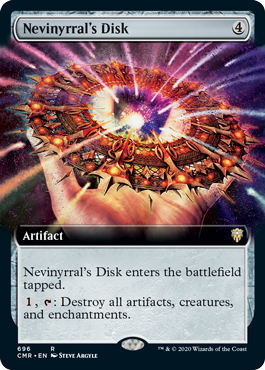 Nevinyrral's Disk 4
Artifact
Nevinyrral's Disk enters the battlefield
tapped.
1, : Destroy all artifacts, creatures,
and enchantments.
696 R
CMR • EN STEVE ARGYLE ™ & © 2020 Wizards of the Coast